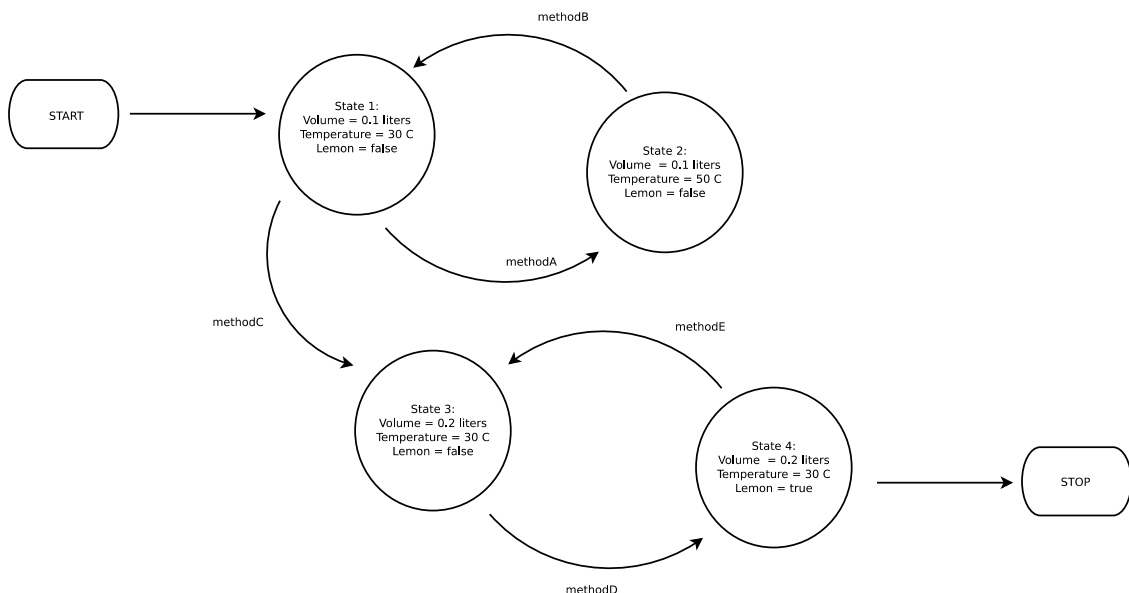 methodB
START
State 1:
Volume = 0.1 liters
Temperature = 30 C
Lemon = false
State 2:
Volume  = 0.1 liters
Temperature = 50 C
Lemon = false
methodA
methodC
methodE
State 3:
Volume = 0.2 liters
Temperature = 30 C
Lemon = false
State 4:
Volume  = 0.2 liters
Temperature = 30 C
Lemon = true
STOP
methodD